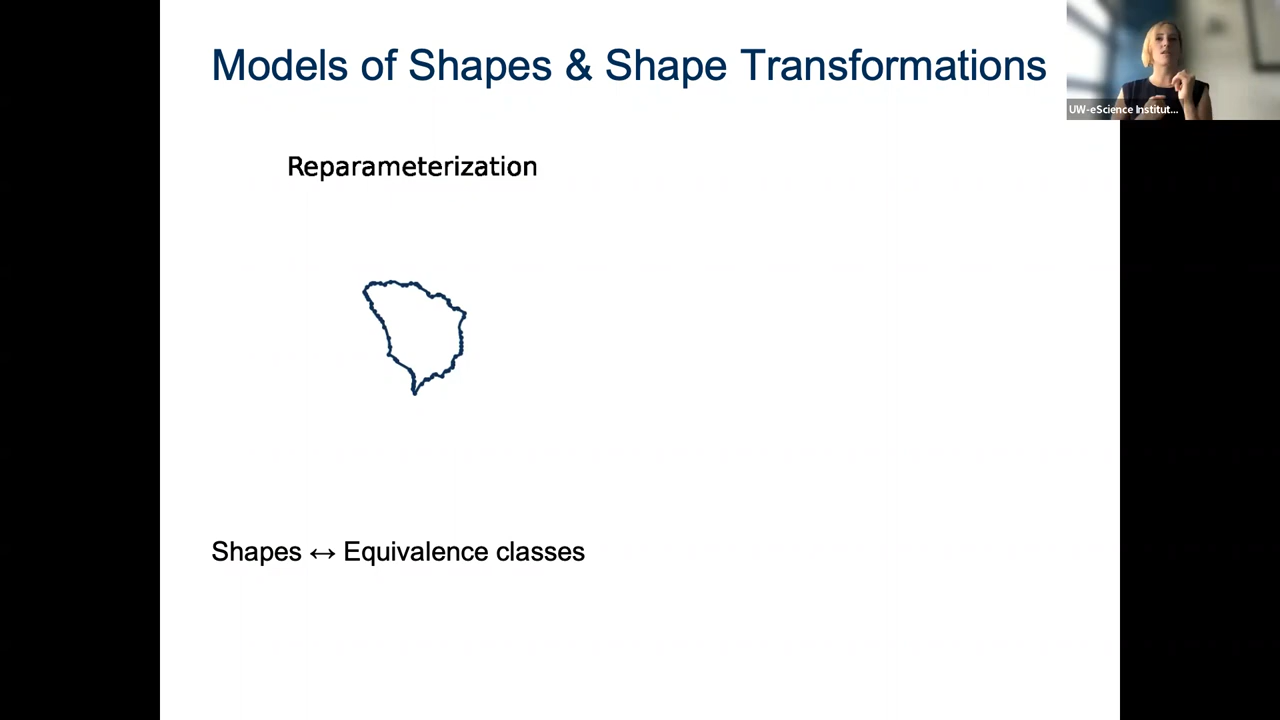 Models of Shapes & Shape Transformations
UW-eScience Institut...
Reparameterization
Shapes ↔ Equivalence classes